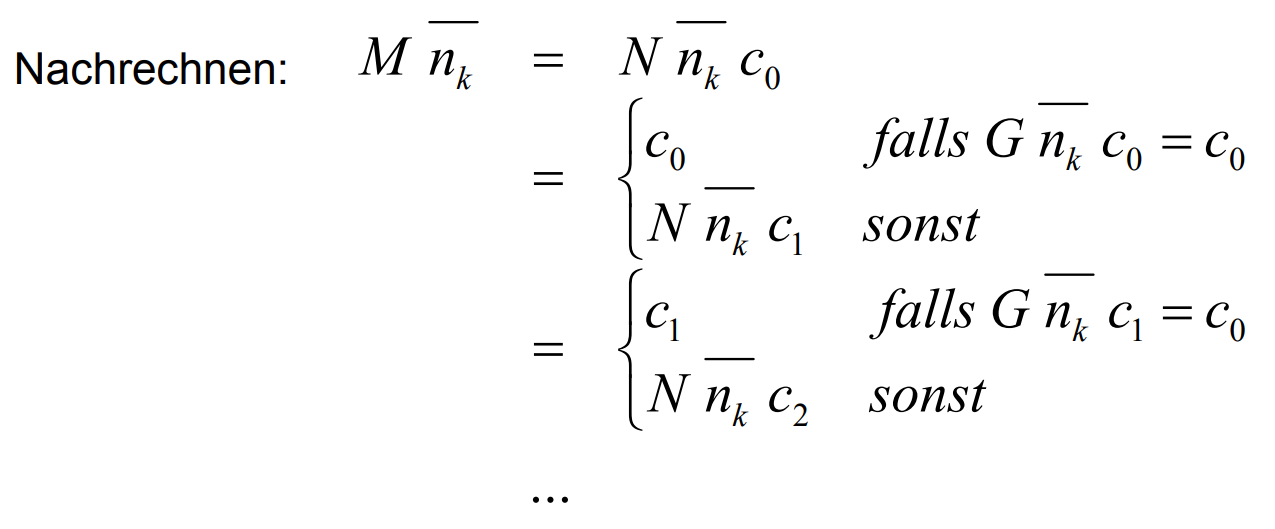 Nachrechnen: M n̅ₖ = N n̅ₖ c₀
= { c₀ falls G n̅ₖ c₀ = c₀
N n̅ₖ c₁ sonst
= { c₁ falls G n̅ₖ c₁ = c₀
N n̅ₖ c₂ sonst
...